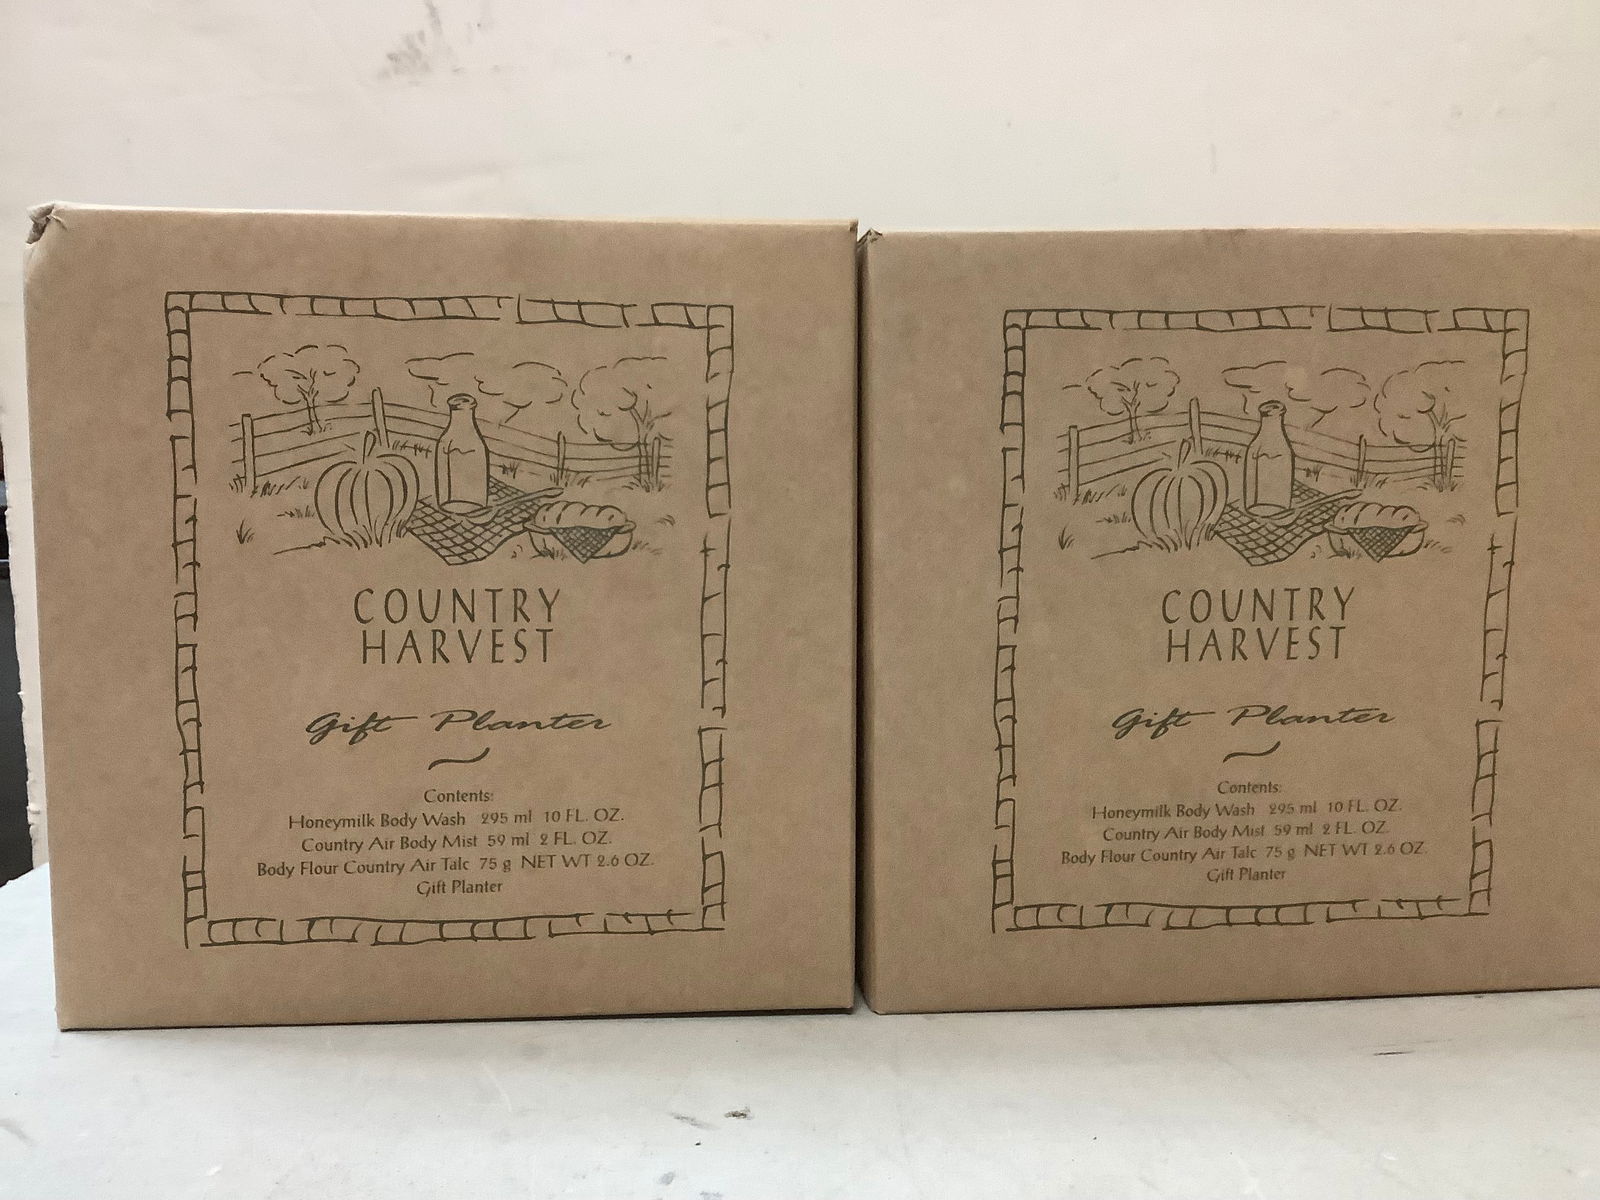 COUNTRY
HARVEST
Gift Planter
Contents:
Honeymilk Body Wash 295 ml 10 FL. OZ.
Country Air Body Mist 59 ml 2 FL. OZ.
Body Flour Country Air Talc 75 g NET WT 2.6 OZ.
Gift Planter
COUNTRY
HARVEST
Gift Planter
Contents:
Honeymilk Body Wash 295 ml 10 FL. OZ.
Country Air Body Mist 59 ml 2 FL. OZ.
Body Flour Country Air Talc 75 g NET WT 2.6 OZ.
Gift Planter